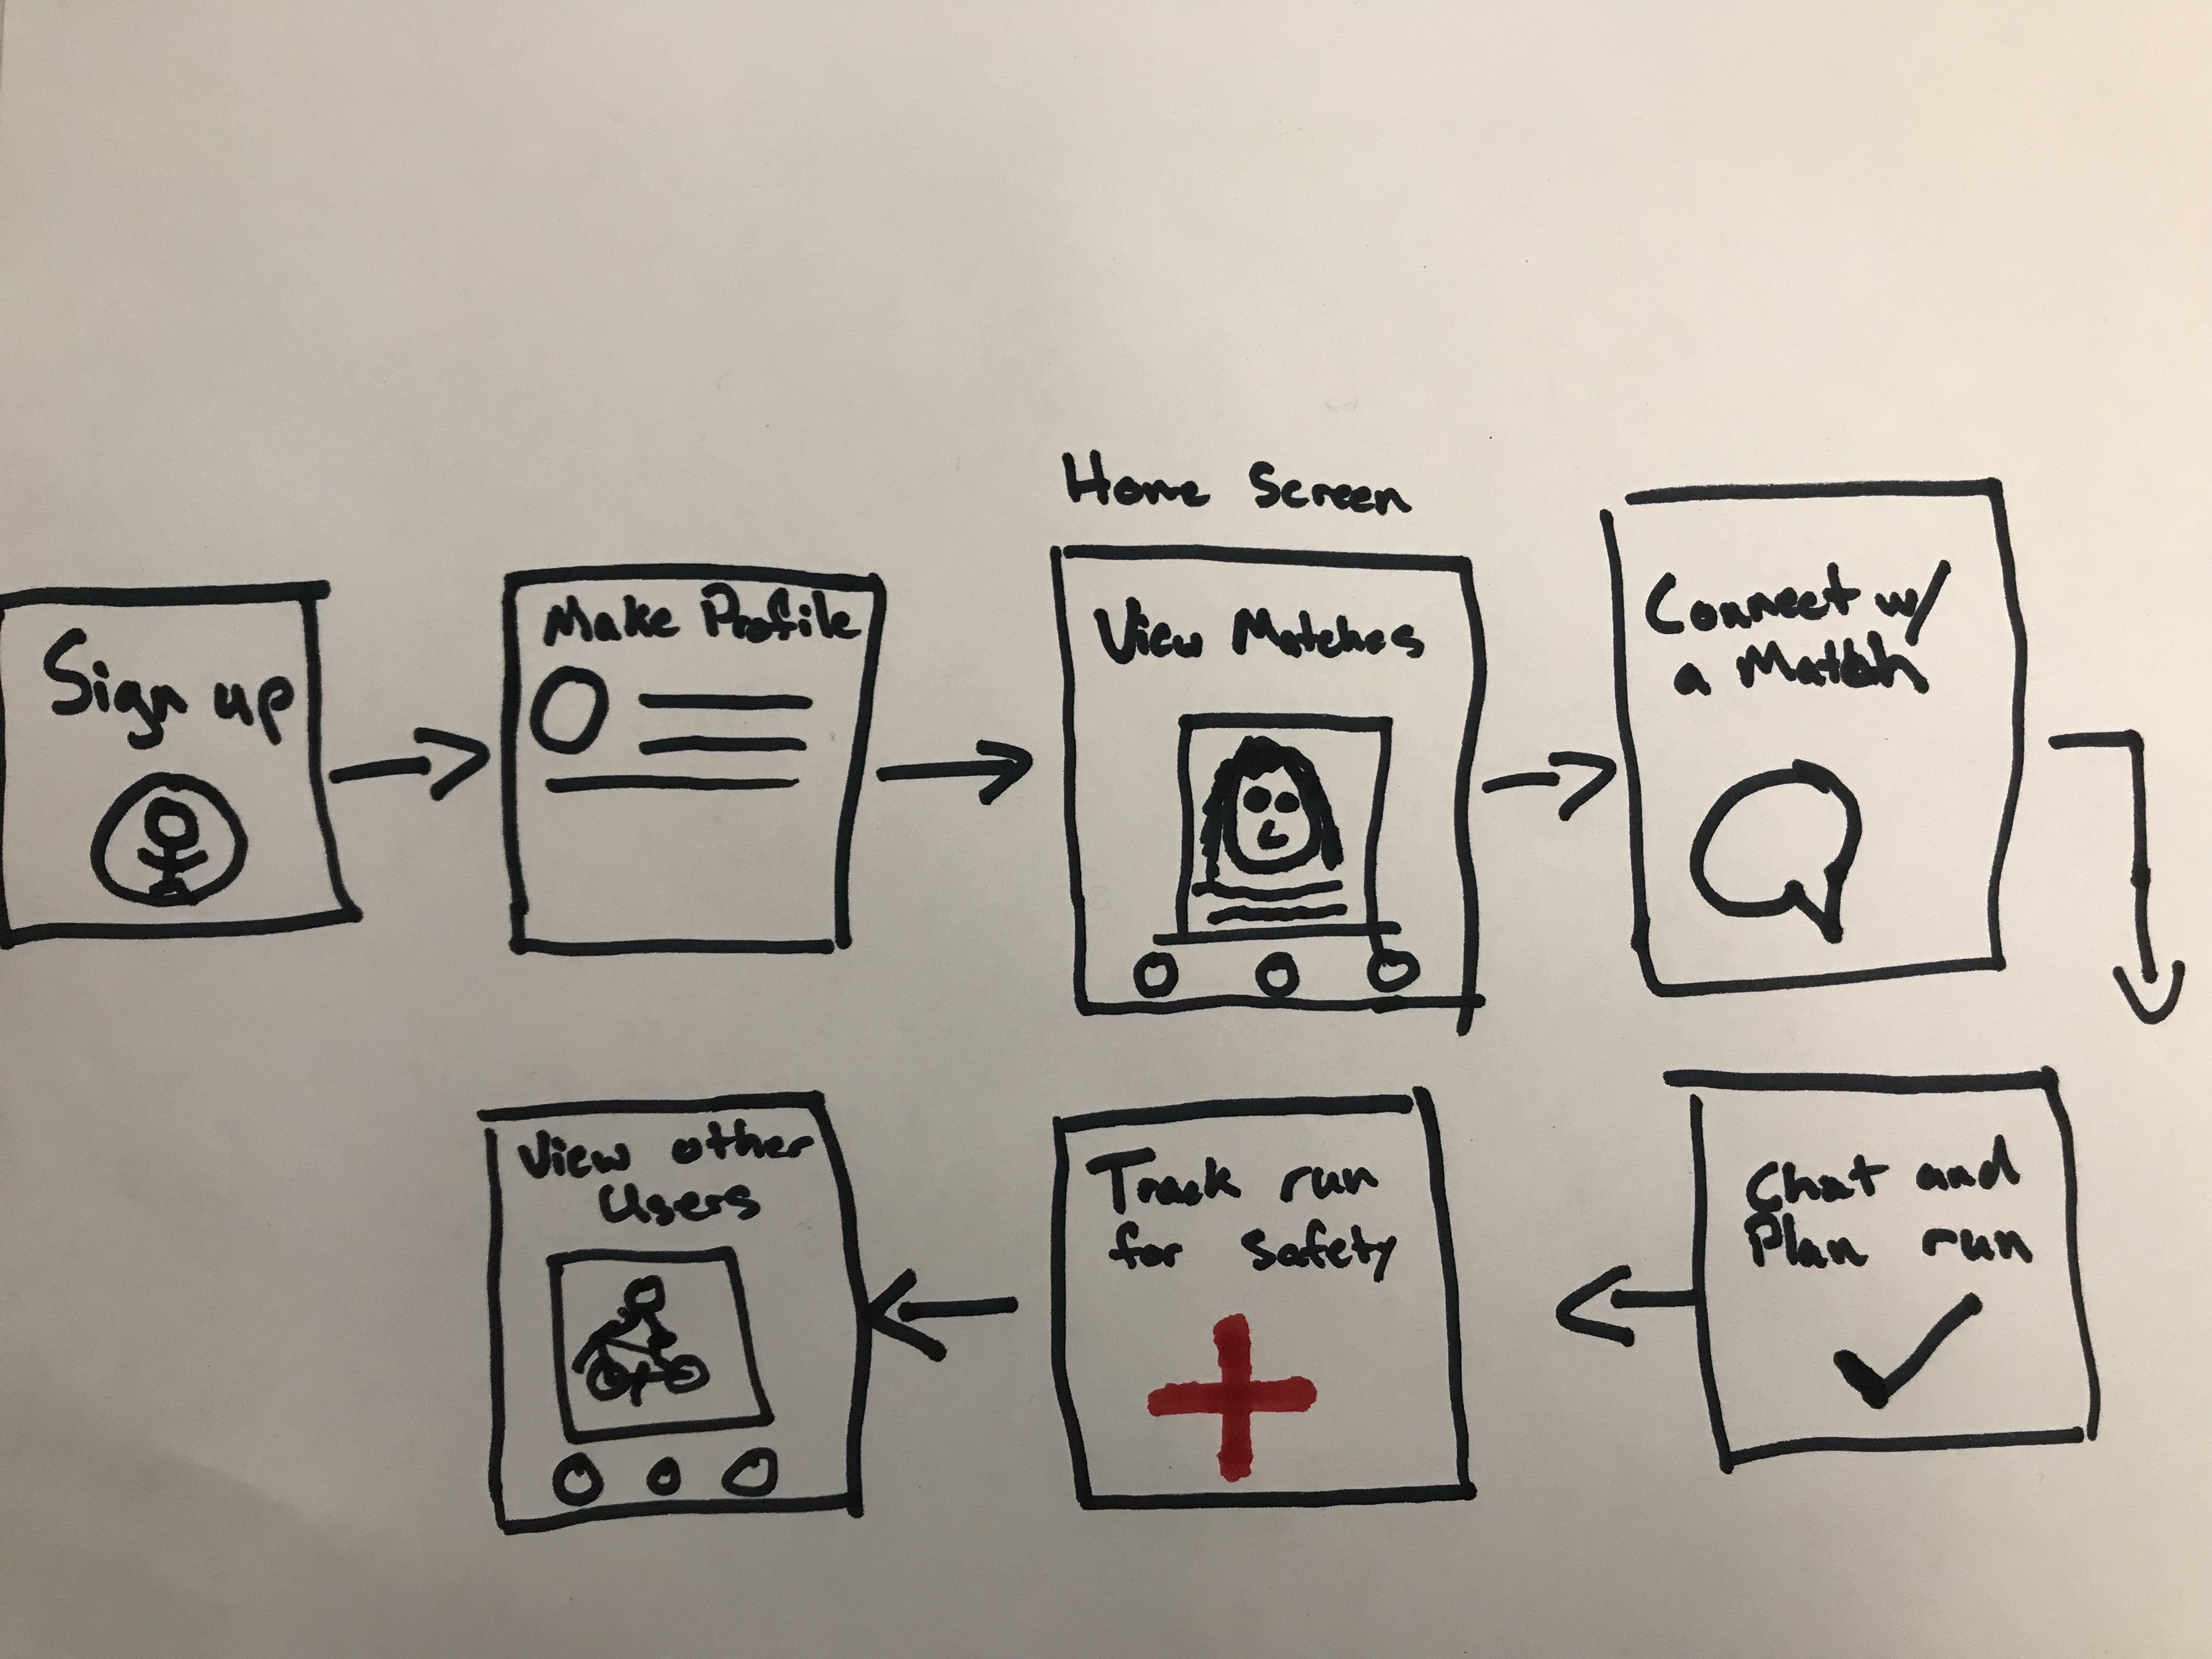 Home Screen
Sign up
Make Profile
View Matches
Connect w/
a Match
Chat and
Plan run
Track run
for safety
View other
Users